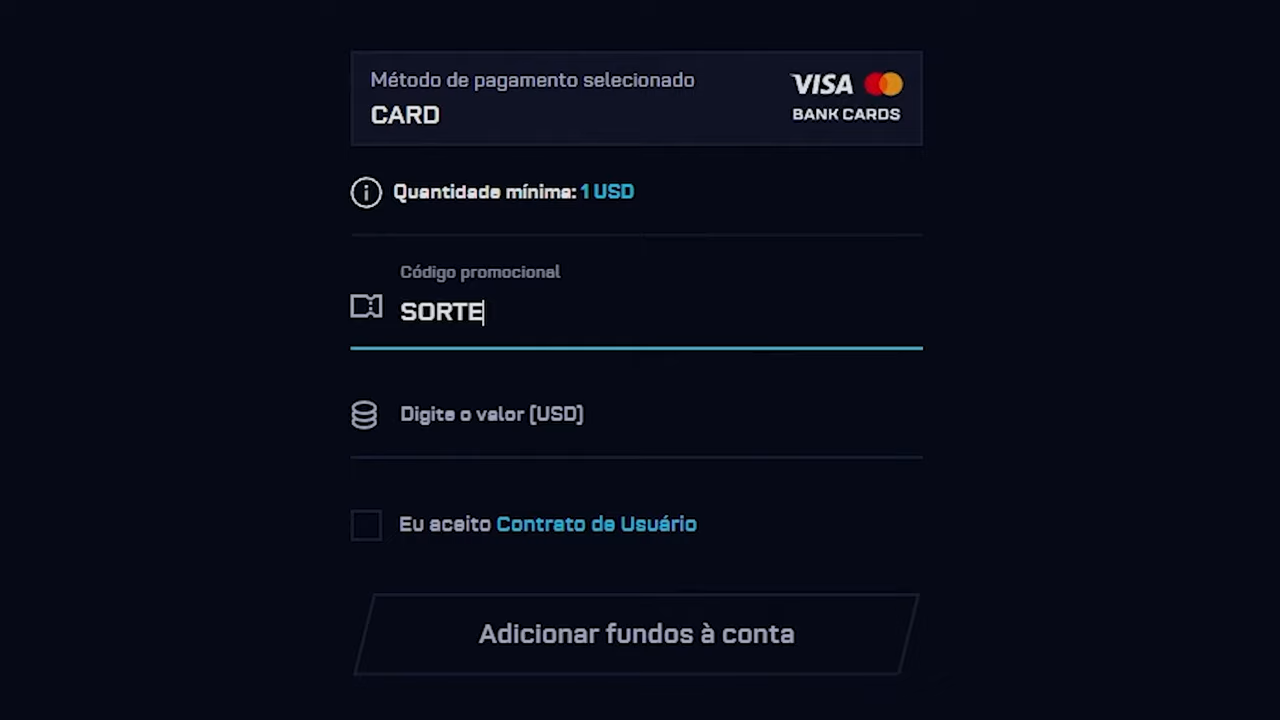 Método de pagamento selecionado
CARD
VISA
BANK CARDS
Quantidade mínima: 1 USD
Código promocional
SORTE
Digite o valor (USD)
Eu aceito Contrato de Usuário
Adicionar fundos à conta